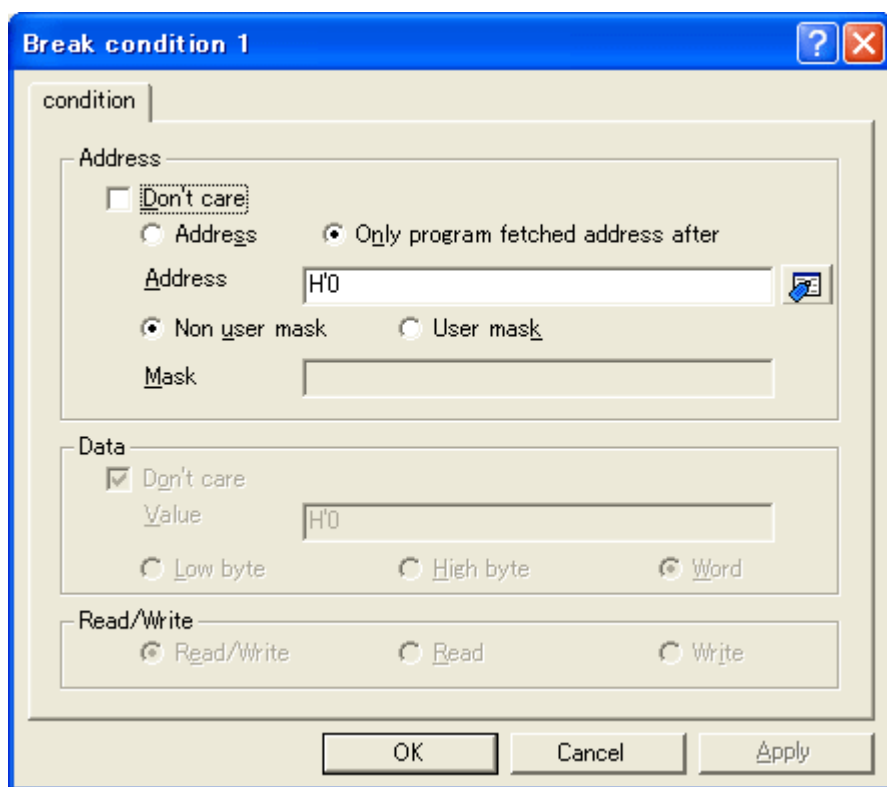 Break condition 1
condition
Address
Don't care
Address Only program fetched address after
Address H'0
Non user mask User mask
Mask
Data
Don't care
Value H'0
Low byte High byte Word
Read/Write
Read/Write Read Write
OK Cancel Apply